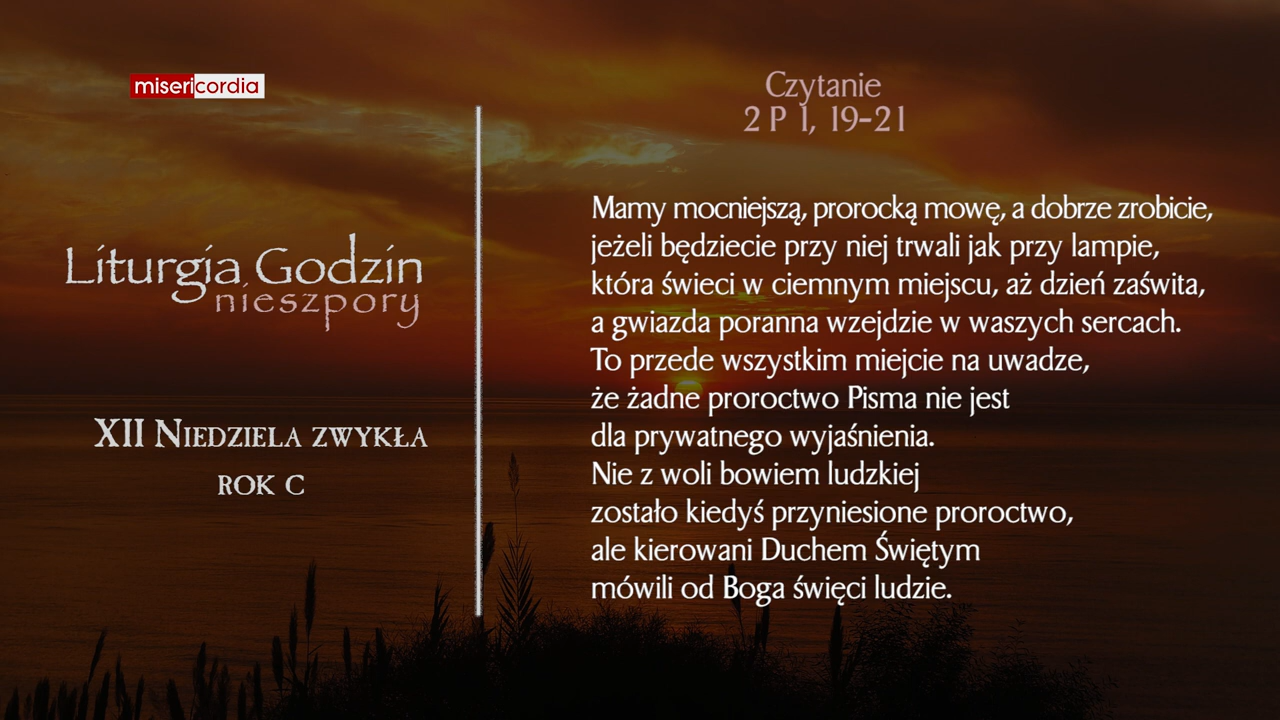 misericordia
Liturgia Godzin
nieszpory
XII Niedziela zwykła
rok C
Czytanie
2 P 1, 19-21
Mamy mocniejszą, prorocką mowę, a dobrze zrobicie,
jeżeli będziecie przy niej trwali jak przy lampie,
która świeci w ciemnym miejscu, aż dzień zaświta,
a gwiazda poranna wzejdzie w waszych sercach.
To przede wszystkim miejcie na uwadze,
że żadne proroctwo Pisma nie jest
dla prywatnego wyjaśnienia.
Nie z woli bowiem ludzkiej
zostało kiedyś przyniesione proroctwo,
ale kierowani Duchem Świętym
mówili od Boga święci ludzie.